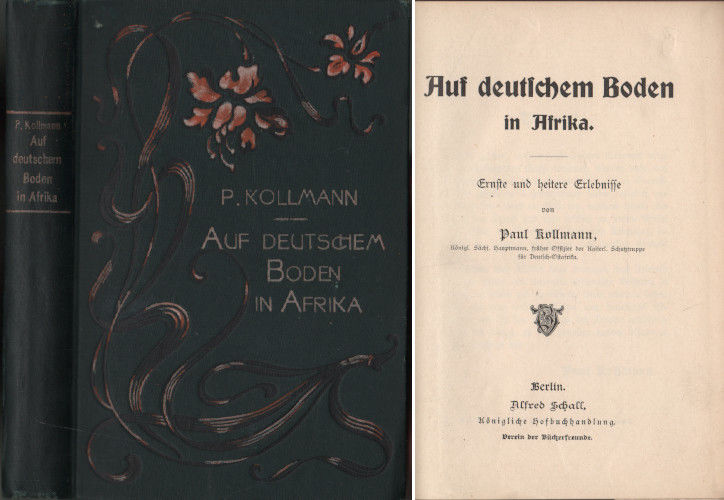 P. Kollmann
Auf
deutschem
Boden
in Afrika
P. KOLLMANN
AUF DEUTSCHEM
BODEN
IN AFRIKA
Auf deutſchem Boden
in Afrika.
Ernſte und heitere Erlebniſſe
von
Paul Kollmann,
Königl. Sächſ. Hauptmann, früher Offizier der Kaiſerl. Schutztruppe
für Deutſch-Oſtafrika.
Berlin.
Alfred Schall,
Königliche Hofbuchhandlung.
Verein der Bücherfreunde.